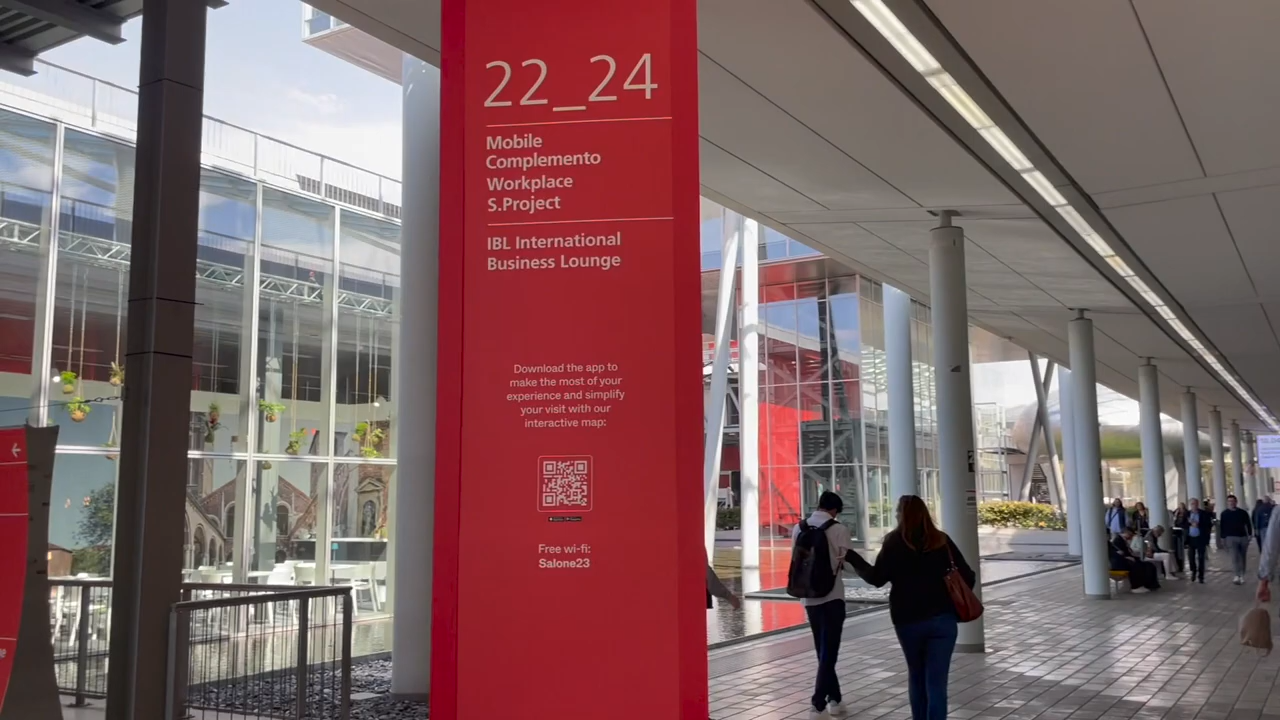 22_24
Mobile
Complemento
Workplace
S.Project
IBL International
Business Lounge
Download the app to
make the most of your
experience and simplify
your visit with our
interactive map:
Free wi-fi:
Salone23